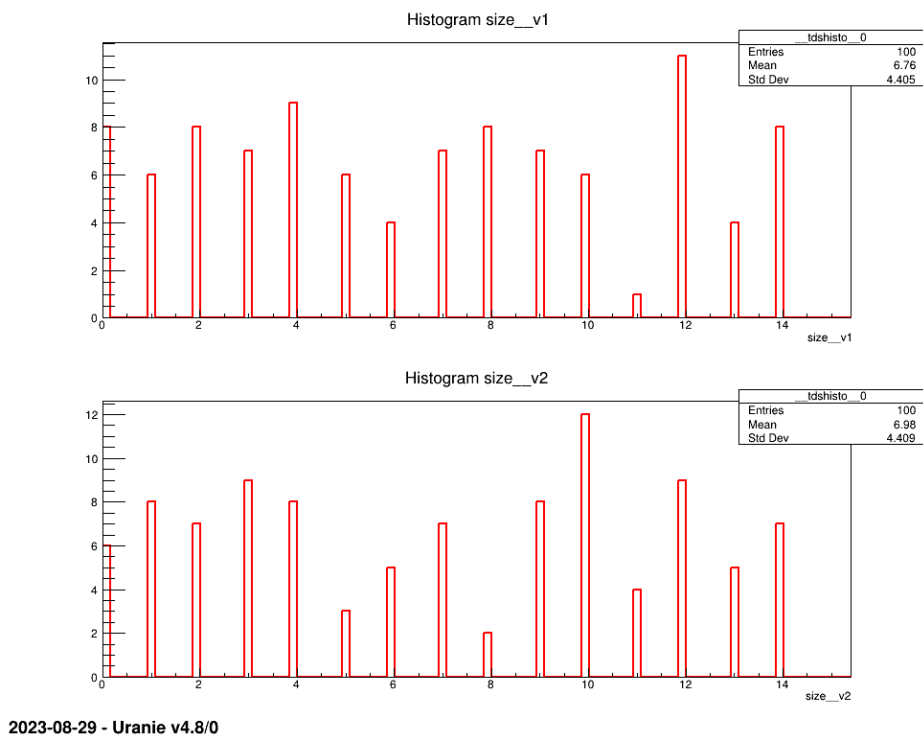 Histogram size__v1
__tdshisto__0
Entries 100
Mean 6.76
Std Dev 4.405
10
8
6
4
2
0
0 2 4 6 8 10 12 14
size__v1
Histogram size__v2
__tdshisto__0
Entries 100
Mean 6.98
Std Dev 4.409
12
10
8
6
4
2
0
0 2 4 6 8 10 12 14
size__v2
2023-08-29 - Uranie v4.8/0